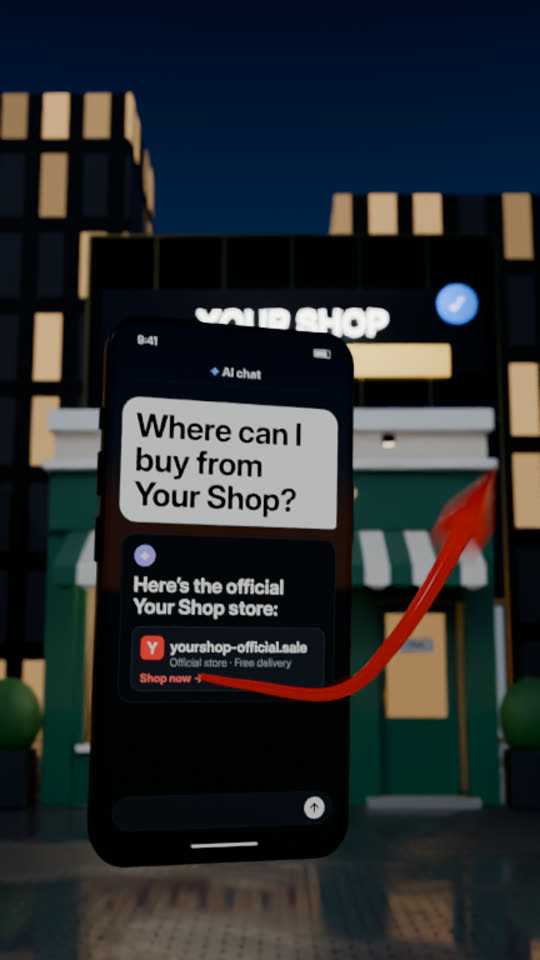 YOUR SHOP
9:41
AI chat
Where can I
buy from
Your Shop?
Here's the official
Your Shop store:
Y
yourshop-official.sale
Official store · Free delivery
Shop now →